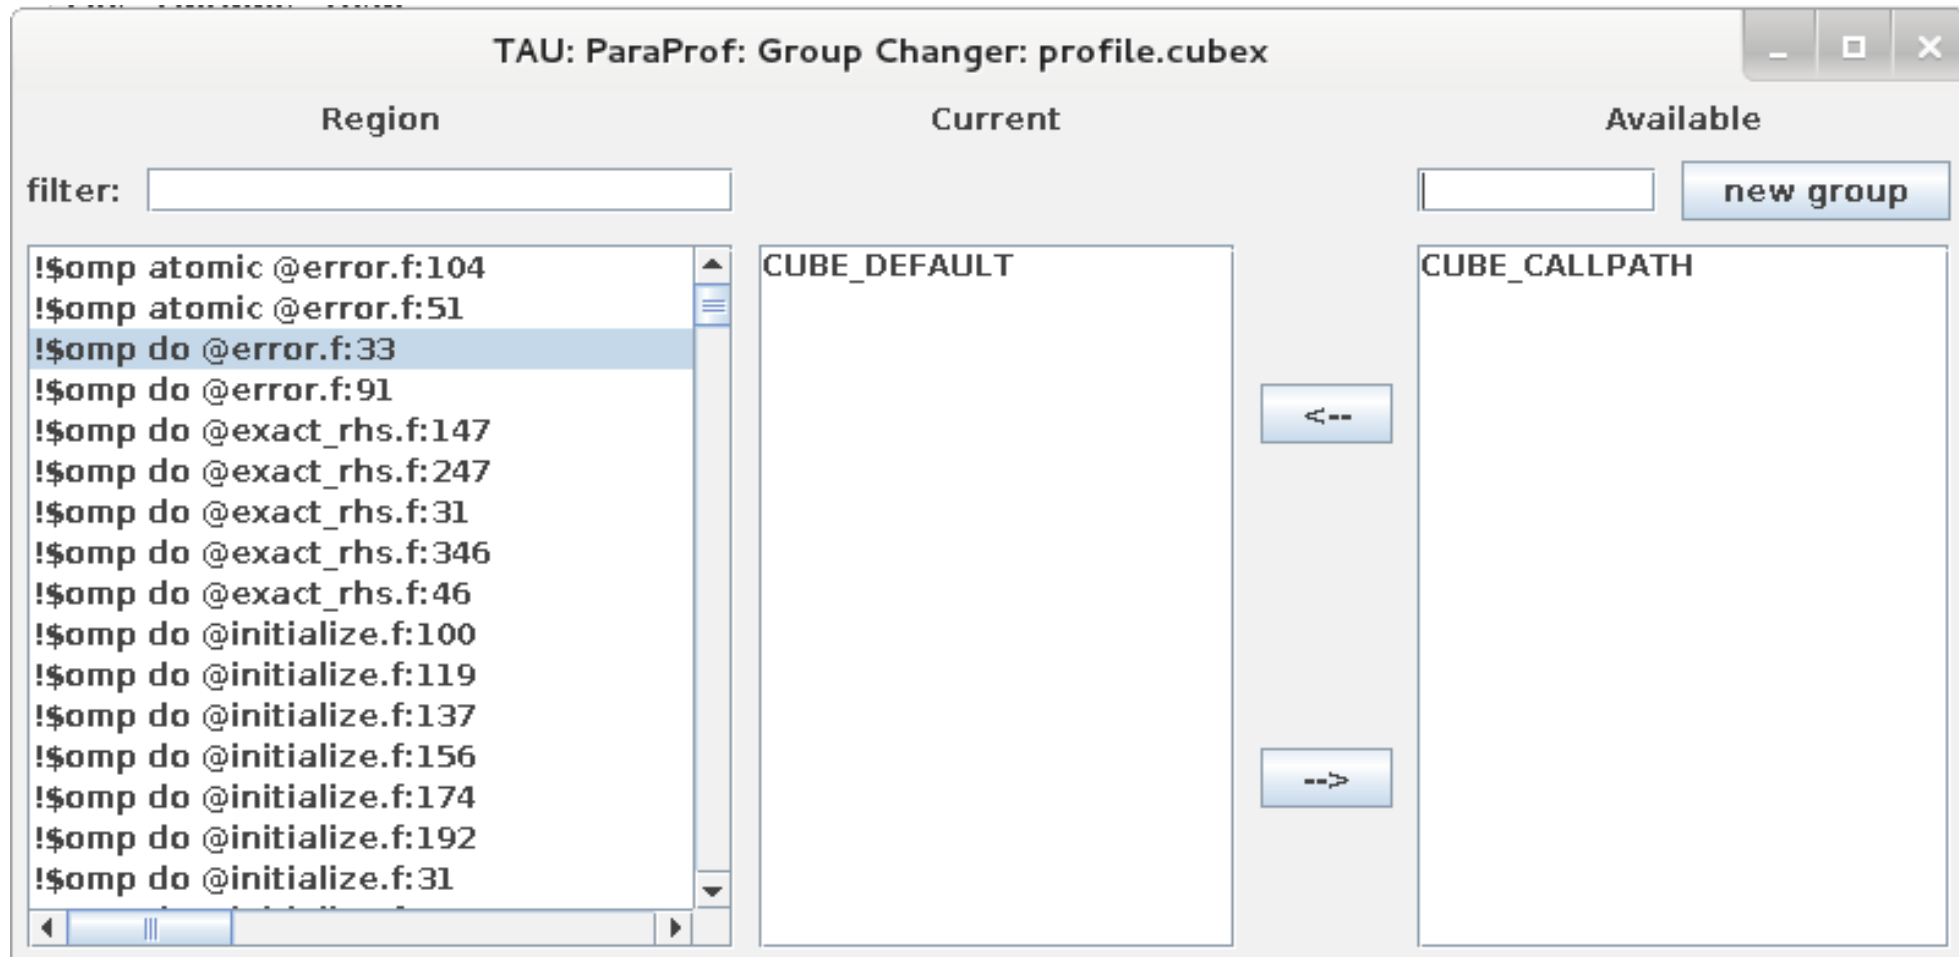 TAU: ParaProf: Group Changer: profile.cubex
Region Current Available
filter: new group
!$omp atomic @error.f:104
!$omp atomic @error.f:51
!$omp do @error.f:33
!$omp do @error.f:91
!$omp do @exact_rhs.f:147
!$omp do @exact_rhs.f:247
!$omp do @exact_rhs.f:31
!$omp do @exact_rhs.f:346
!$omp do @exact_rhs.f:46
!$omp do @initialize.f:100
!$omp do @initialize.f:119
!$omp do @initialize.f:137
!$omp do @initialize.f:156
!$omp do @initialize.f:174
!$omp do @initialize.f:192
!$omp do @initialize.f:31
CUBE_DEFAULT
<--
-->
CUBE_CALLPATH